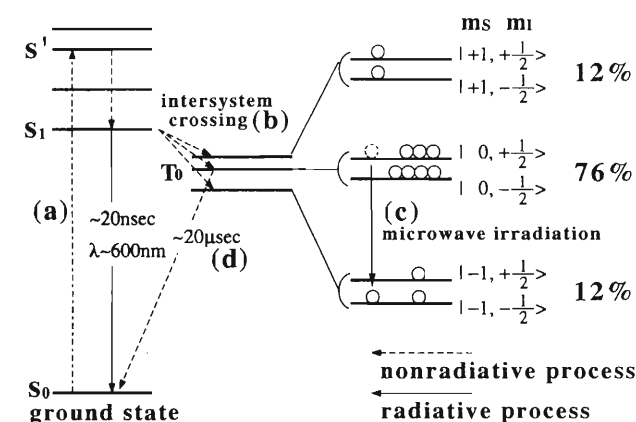 mS mI
S'
| +1, +1/2 >
12%
| +1, -1/2 >
intersystem
crossing (b)
S1
T0
| 0, +1/2 >
76%
| 0, -1/2 >
(a)
~20nsec
λ~600nm
~20μsec
(d)
(c)
microwave irradiation
| -1, +1/2 >
12%
| -1, -1/2 >
nonradiative process
S0
ground state
radiative process